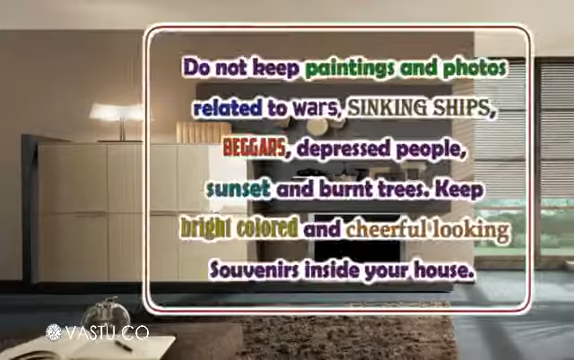 Do not keep paintings and photos
related to wars, SINKING SHIPS,
BEGGARS, depressed people,
sunset and burnt trees. Keep
bright colored and cheerful looking
Souvenirs inside your house.
VASTU CO